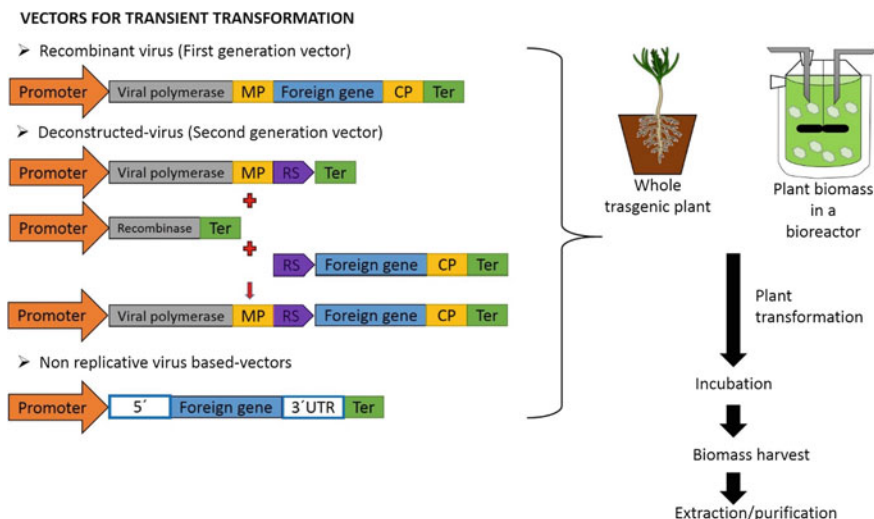 VECTORS FOR TRANSIENT TRANSFORMATION
➢ Recombinant virus (First generation vector)
Promoter Viral polymerase MP Foreign gene CP Ter
➢ Deconstructed-virus (Second generation vector)
Promoter Viral polymerase MP RS Ter
Promoter Recombinase Ter
RS Foreign gene CP Ter
Promoter Viral polymerase MP RS Foreign gene CP Ter
➢ Non replicative virus based-vectors
Promoter 5´ Foreign gene 3´UTR Ter
Whole
trasgenic plant
Plant biomass
in a
bioreactor
Plant
transformation
Incubation
Biomass harvest
Extraction/purification